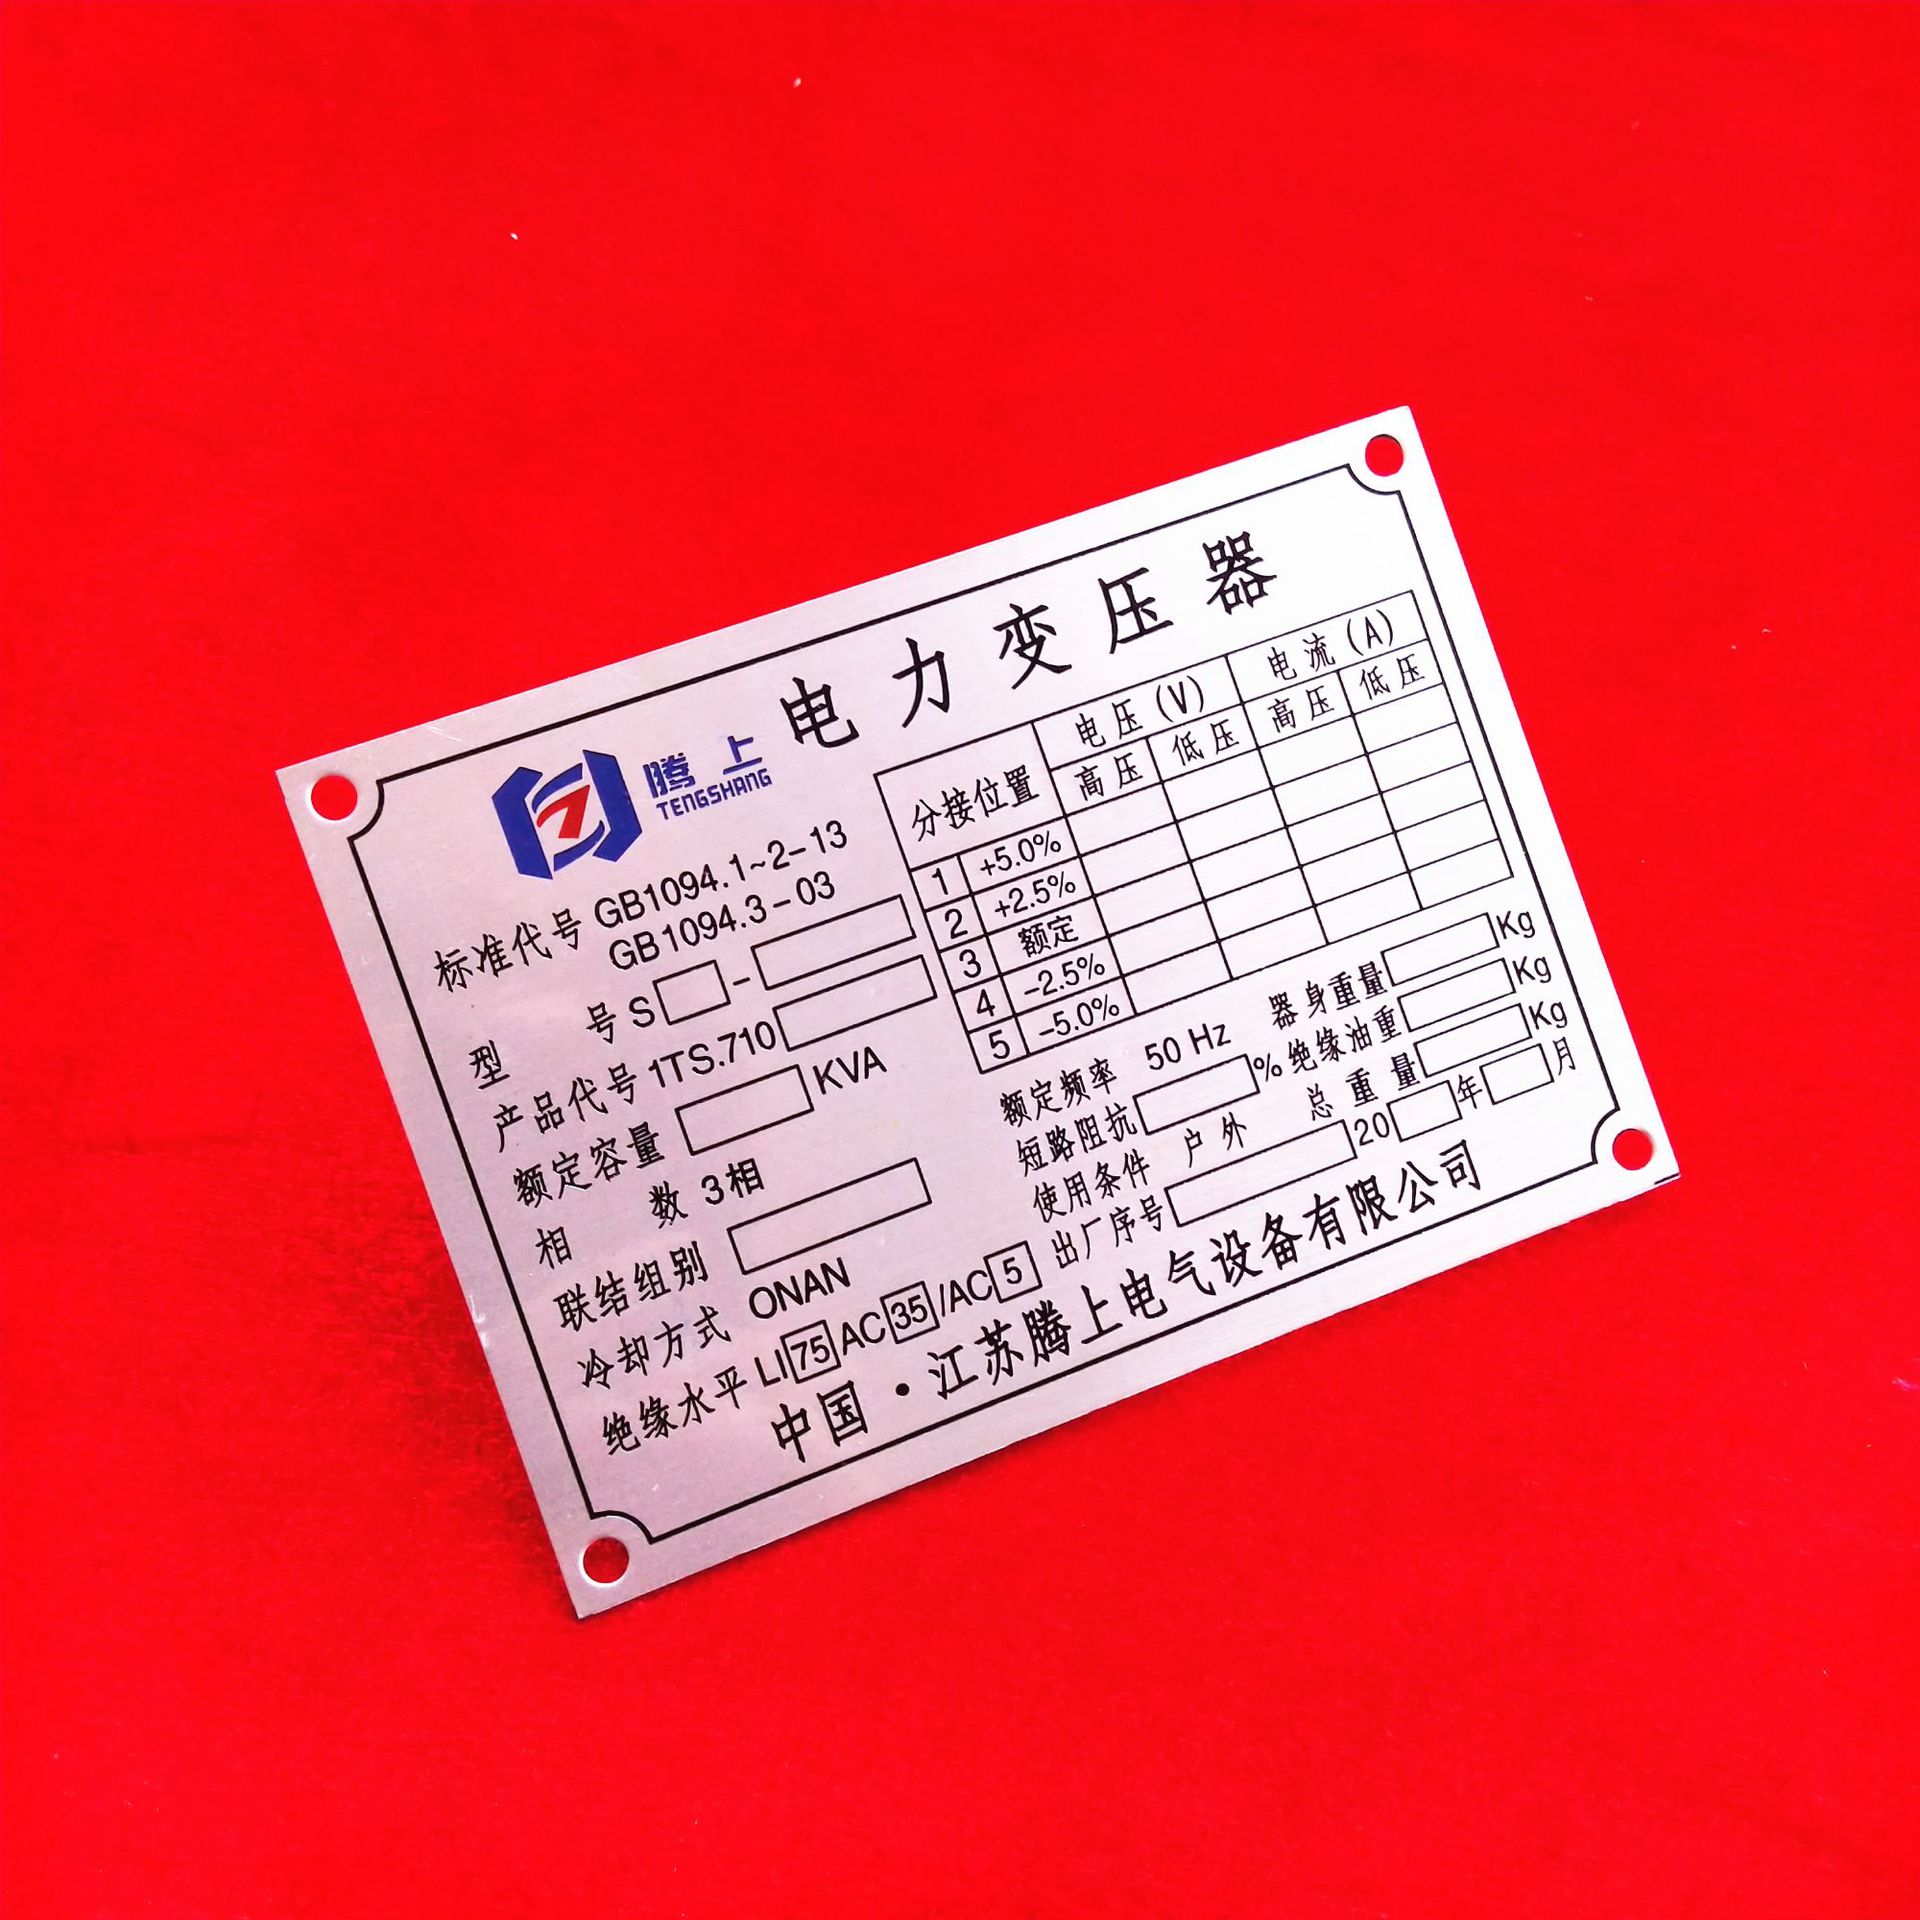 电力变压器
腾上
TENGSHANG
标准代号 GB1094.1~2-13
GB1094.3-03
型 号 S -
产品代号 1TS.710
额定容量 KVA
相 数 3相
联结组别
冷却方式 ONAN
绝缘水平 LI75AC35/AC5
分接位置 电压(V) 电流(A)
高压 低压 高压 低压
1 +5.0%
2 +2.5%
3 额定
4 -2.5%
5 -5.0%
额定频率 50 Hz 器身重量 Kg
短路阻抗 % 绝缘油重 Kg
使用条件 户外 总重量 Kg
出厂序号 20 年 月
中国·江苏腾上电气设备有限公司